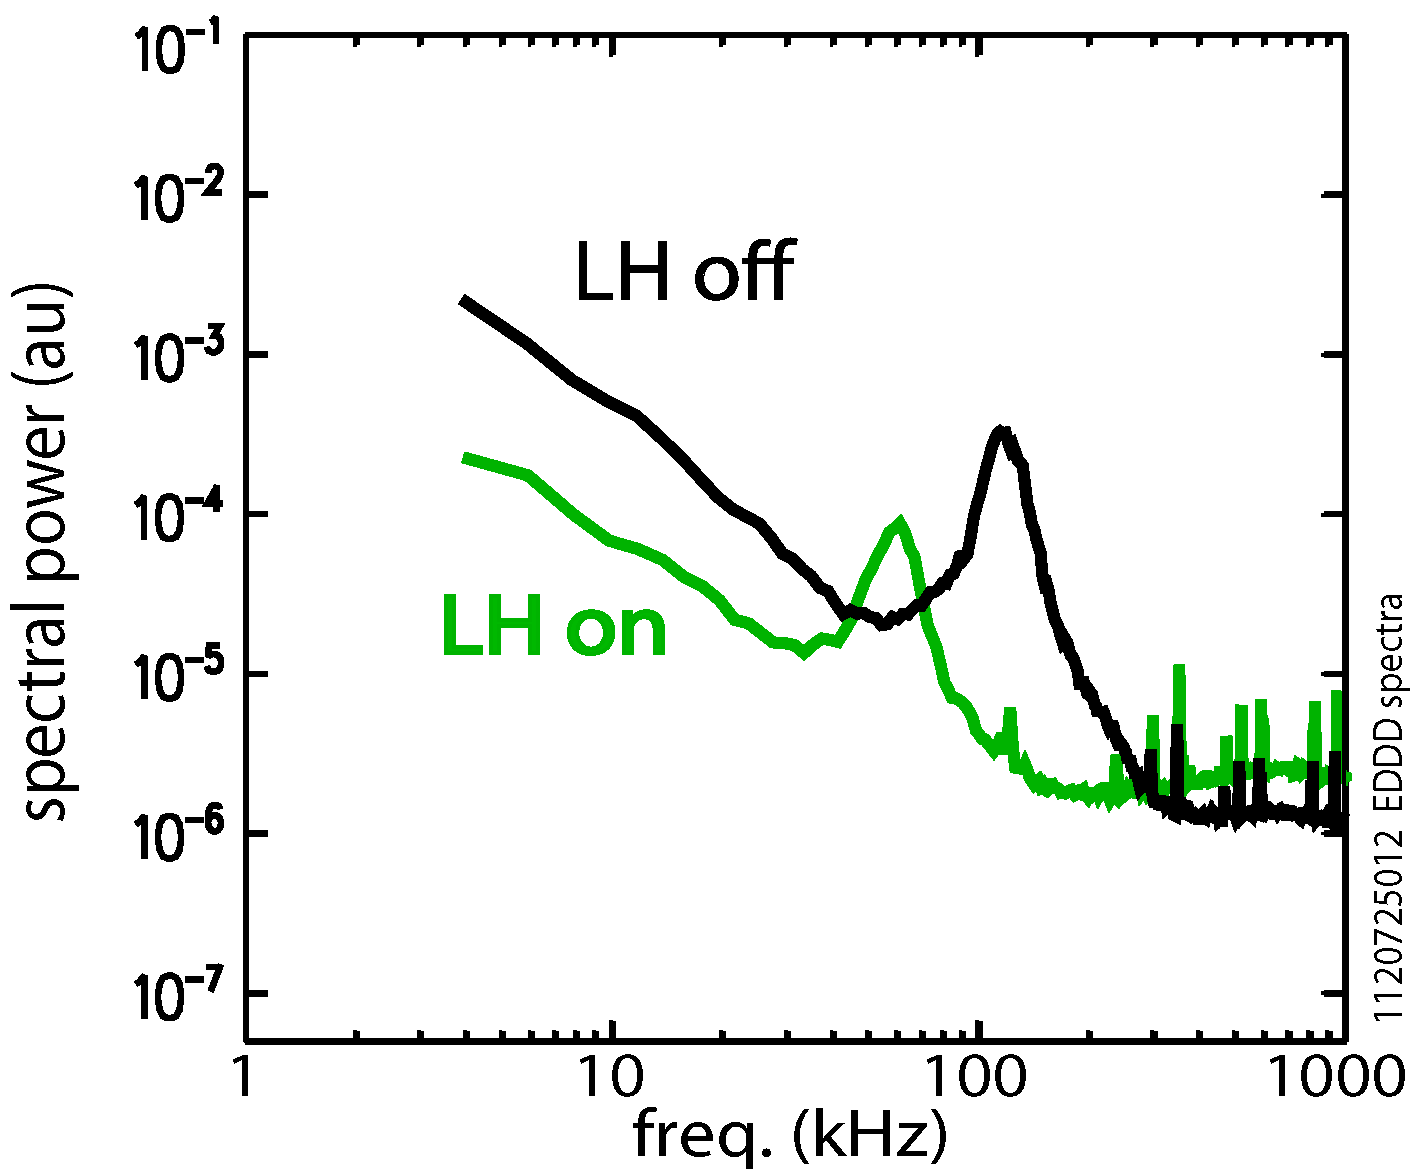 10⁻¹
10⁻²
10⁻³
10⁻⁴
10⁻⁵
10⁻⁶
10⁻⁷
spectral power (au)
LH off
LH on
1 10 100 1000
freq. (kHz)
1120725012 EDDD spectra